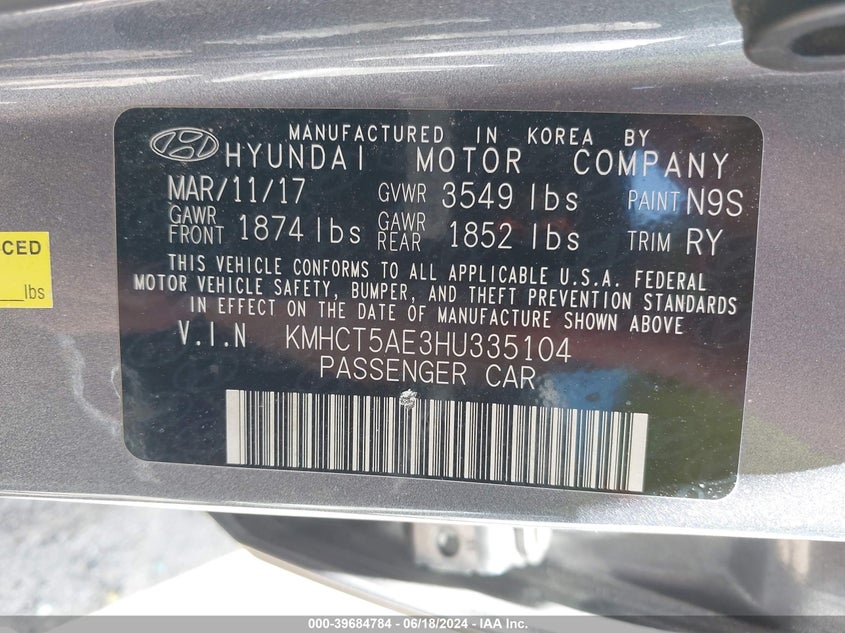 MANUFACTURED IN KOREA BY
HYUNDAI MOTOR COMPANY
MAR/11/17 GVWR 3549 lbs PAINT N9S
GAWR FRONT 1874 lbs GAWR REAR 1852 lbs TRIM RY
THIS VEHICLE CONFORMS TO ALL APPLICABLE U.S.A. FEDERAL
MOTOR VEHICLE SAFETY, BUMPER, AND THEFT PREVENTION STANDARDS
IN EFFECT ON THE DATE OF MANUFACTURE SHOWN ABOVE
V.I.N KMHCT5AE3HU335104
PASSENGER CAR
CED
lbs
000-39684784 - 06/18/2024 - IAA Inc.